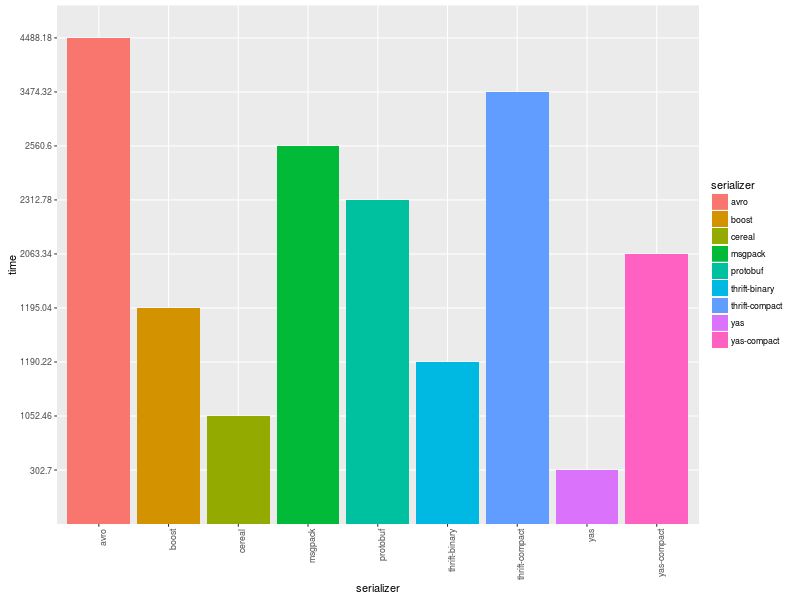 4488.18
3474.32
2560.6
2312.78
2063.34
1195.04
1190.22
1052.46
302.7
time
avro
boost
cereal
msgpack
protobuf
thrift-binary
thrift-compact
yas
yas-compact
serializer
serializer
avro
boost
cereal
msgpack
protobuf
thrift-binary
thrift-compact
yas
yas-compact